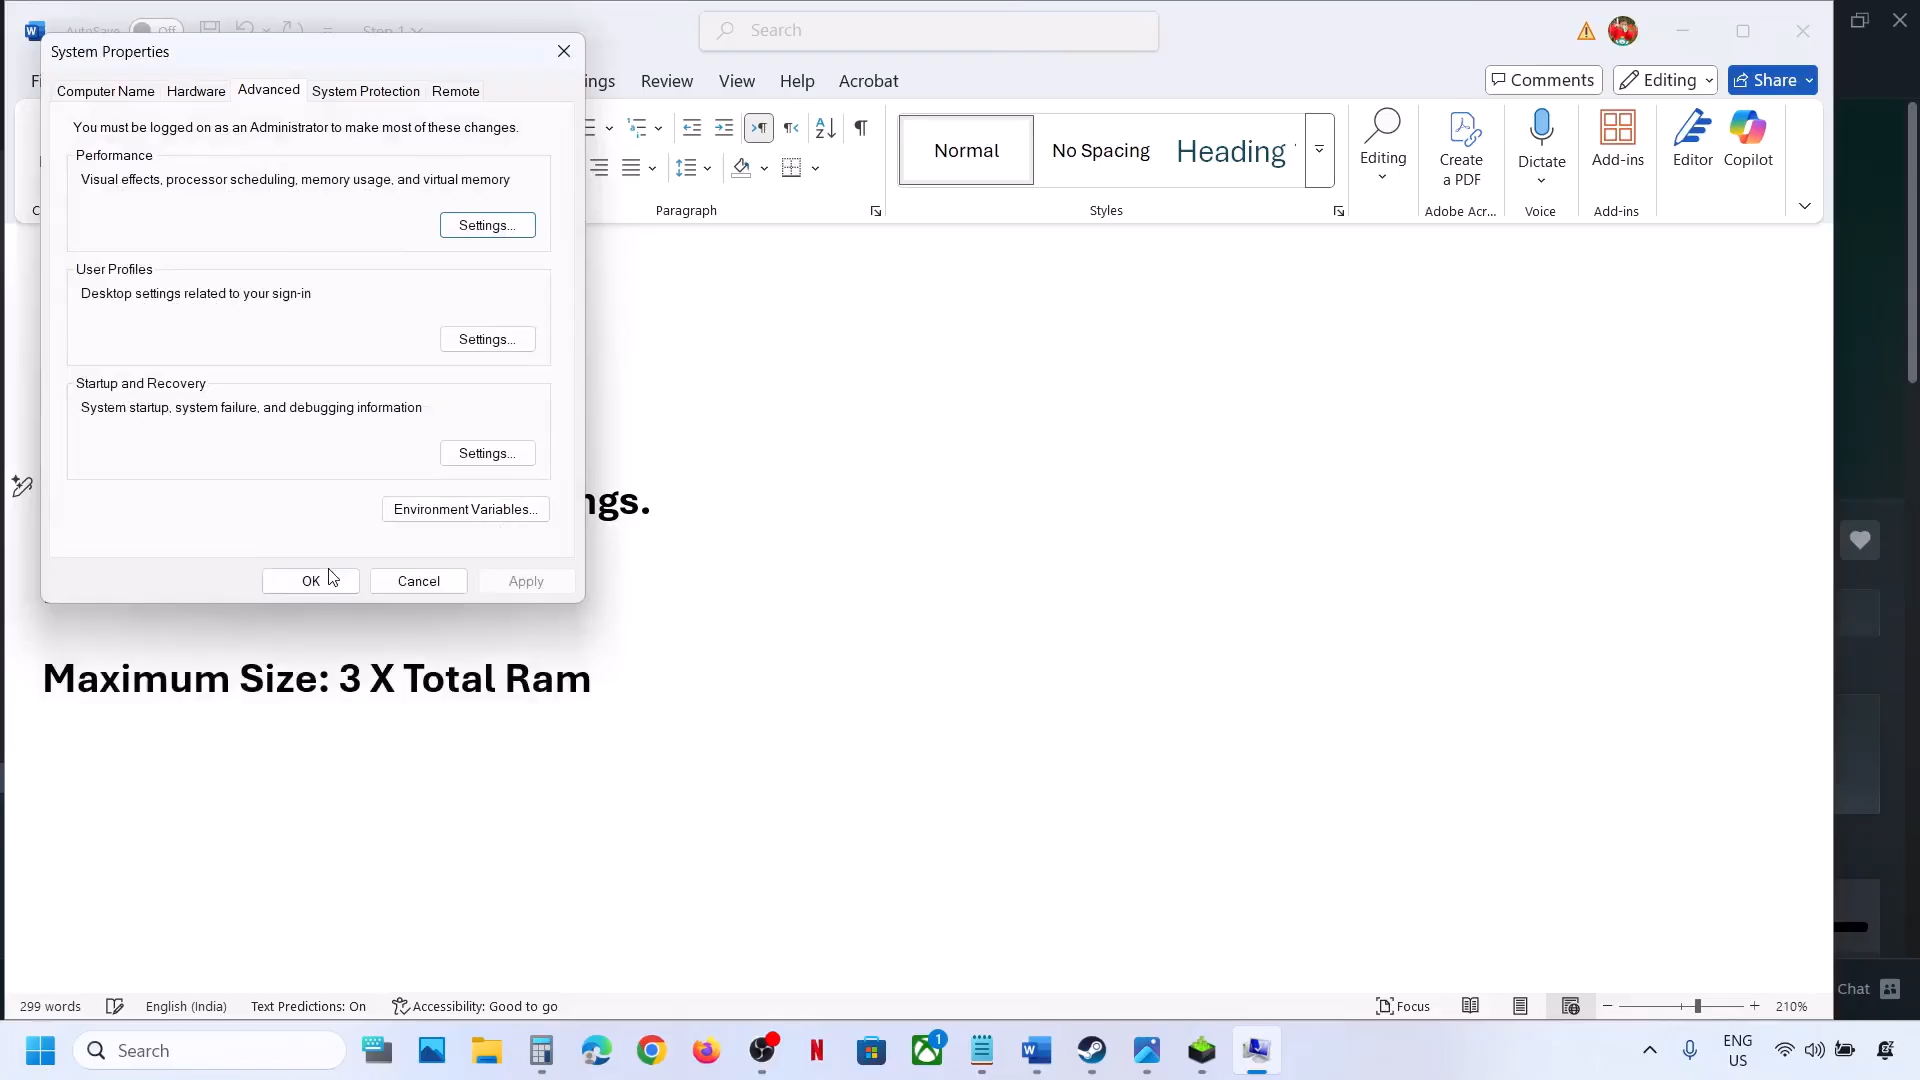 AutoSave Off Step 1
Search
System Properties
ings Review View Help Acrobat
Comments Editing Share
Computer Name Hardware Advanced System Protection Remote
You must be logged on as an Administrator to make most of these changes.
Performance
Visual effects, processor scheduling, memory usage, and virtual memory
Settings...
User Profiles
Desktop settings related to your sign-in
Settings...
Startup and Recovery
System startup, system failure, and debugging information
Settings...
Environment Variables...
OK Cancel Apply
Normal No Spacing Heading
Editing
Create
a PDF
Dictate
Add-ins
Editor Copilot
Paragraph Styles Adobe Acr... Voice Add-ins
ngs.
Maximum Size: 3 X Total Ram
Chat
299 words English (India) Text Predictions: On Accessibility: Good to go Focus 210%
Search
1
ENG
US